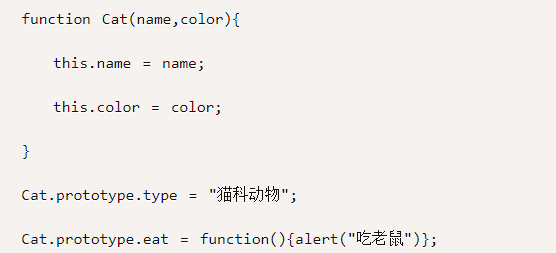 function Cat(name,color){
this.name = name;
this.color = color;
}
Cat.prototype.type = "猫科动物";
Cat.prototype.eat = function(){alert("吃老鼠")};